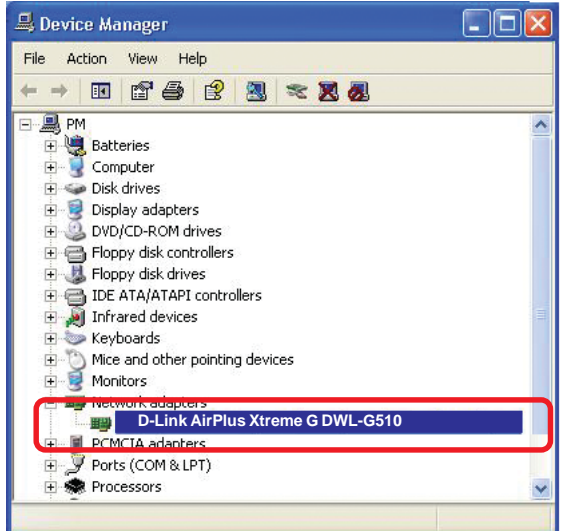 Device Manager
File Action View Help
PM
Batteries
Computer
Disk drives
Display adapters
DVD/CD-ROM drives
Floppy disk controllers
Floppy disk drives
IDE ATA/ATAPI controllers
Infrared devices
Keyboards
Mice and other pointing devices
Monitors
Network adapters
D-Link AirPlus Xtreme G DWL-G510
PCMCIA adapters
Ports (COM & LPT)
Processors